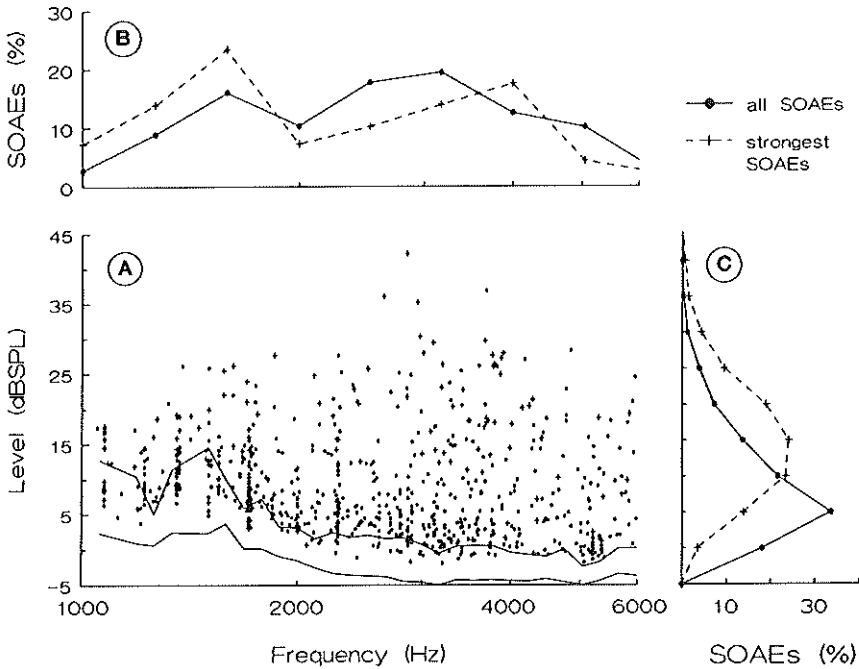 30
20
10
0
SOAEs (%)
B
all SOAEs
strongest
SOAEs
45
35
25
15
5
-5
Level (dBSPL)
A
C
1000
2000
4000
6000
Frequency (Hz)
10
30
SOAEs (%)